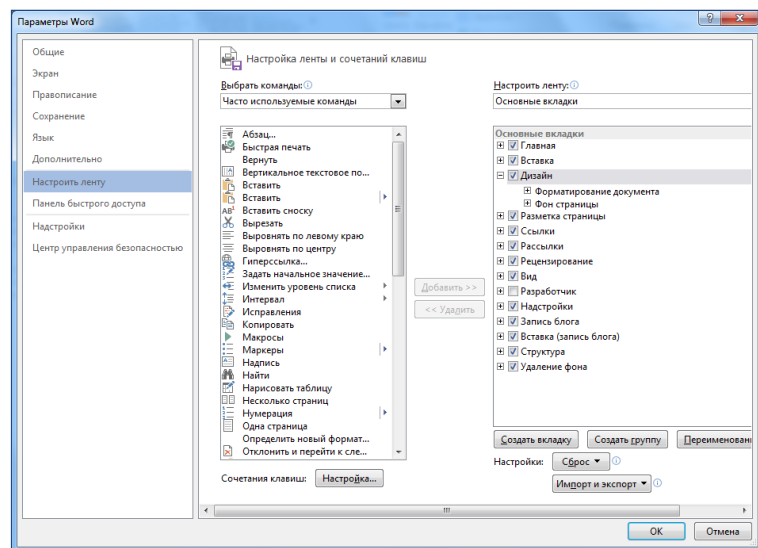 Параметры Word
Общие
Экран
Правописание
Сохранение
Язык
Дополнительно
Настроить ленту
Панель быстрого доступа
Надстройки
Центр управления безопасностью
Настройка ленты и сочетаний клавиш
Выбрать команды:
Часто используемые команды
Абзац...
Быстрая печать
Вернуть
Вертикальное текстовое по...
Вставить
Вставить
Вставить сноску
Вырезать
Выровнять по левому краю
Выровнять по центру
Гиперссылка...
Задать начальное значение...
Изменить уровень списка
Интервал
Исправления
Копировать
Макросы
Маркеры
Надпись
Найти
Нарисовать таблицу
Несколько страниц
Нумерация
Одна страница
Определить новый формат...
Отклонить и перейти к сле...
Сочетания клавиш: Настройка...
Добавить >>
<< Удалить
Настроить ленту:
Основные вкладки
Основные вкладки
Главная
Вставка
Дизайн
Форматирование документа
Фон страницы
Разметка страницы
Ссылки
Рассылки
Рецензирование
Вид
Разработчик
Надстройки
Запись блога
Вставка (запись блога)
Структура
Удаление фона
Создать вкладку Создать группу Переименован
Настройки: Сброс
Импорт и экспорт
ОК Отмена